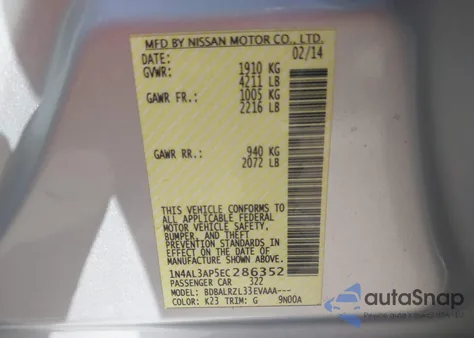 MFD BY NISSAN MOTOR CO., LTD.
DATE: 02/14
GVWR: 1910 KG
4211 LB
GAWR FR.: 1005 KG
2216 LB
GAWR RR.: 940 KG
2072 LB
THIS VEHICLE CONFORMS TO
ALL APPLICABLE FEDERAL
MOTOR VEHICLE SAFETY,
BUMPER, AND THEFT
PREVENTION STANDARDS IN
EFFECT ON THE DATE OF
MANUFACTURE SHOWN ABOVE.
1N4AL3AP5EC286352
PASSENGER CAR 322
MODEL: BDBALRZL33EVAAA---
COLOR: K23 TRIM: G 9N00A
autoSnap